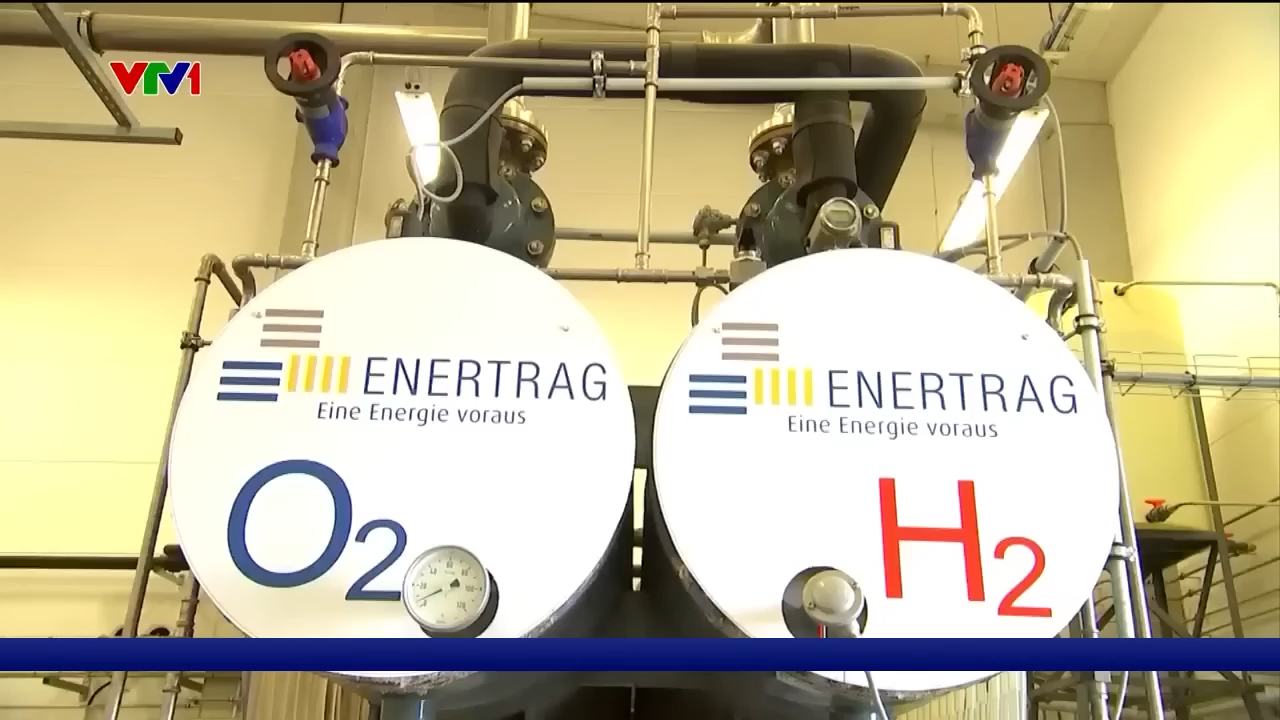 VTV1
ENERTRAG
Eine Energie voraus
O2
ENERTRAG
Eine Energie voraus
H2